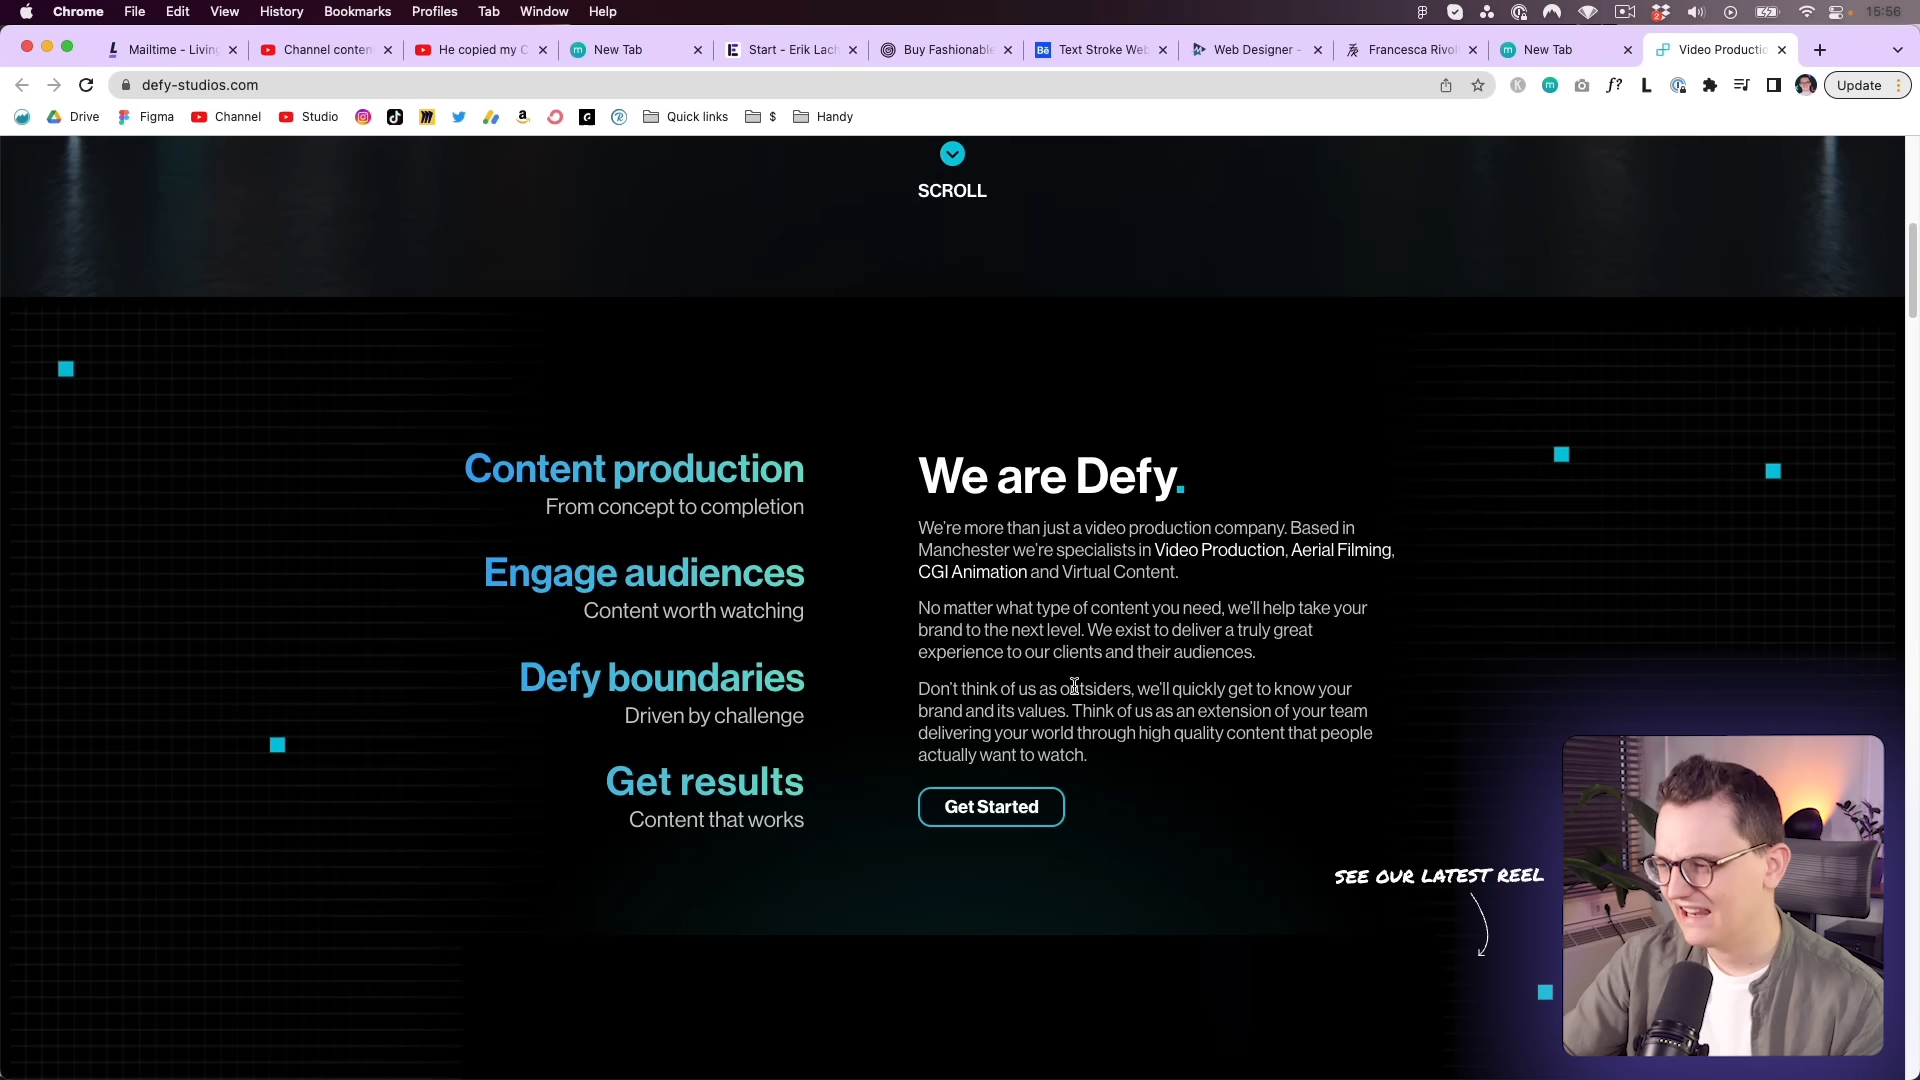 Chrome File Edit View History Bookmarks Profiles Tab Window Help 15:56
Mailtime - Living Channel content He copied my C New Tab Start - Erik Lach Buy Fashionable Text Stroke Web Web Designer - Francesca Rivol New Tab Video Productio
defy-studios.com f? L Update
Drive Figma Channel Studio Quick links $ Handy
SCROLL
Content production
From concept to completion
Engage audiences
Content worth watching
Defy boundaries
Driven by challenge
Get results
Content that works
We are Defy.
We're more than just a video production company. Based in
Manchester we're specialists in Video Production, Aerial Filming,
CGI Animation and Virtual Content.
No matter what type of content you need, we'll help take your
brand to the next level. We exist to deliver a truly great
experience to our clients and their audiences.
Don't think of us as outsiders, we'll quickly get to know your
brand and its values. Think of us as an extension of your team
delivering your world through high quality content that people
actually want to watch.
Get Started
SEE OUR LATEST REEL